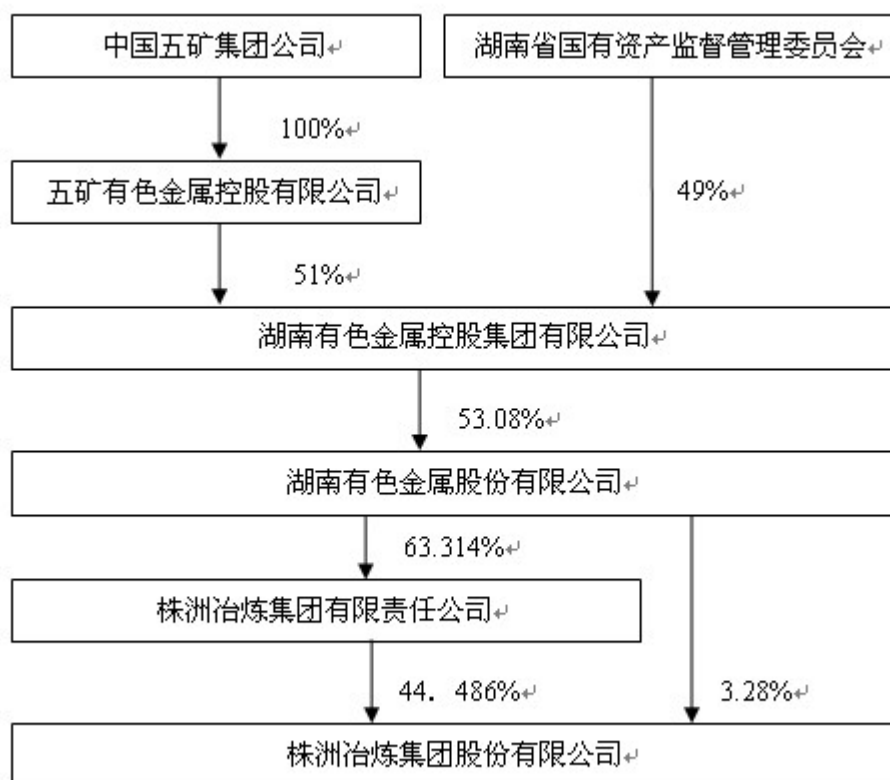 中国五矿集团公司↵ 湖南省国有资产监督管理委员会↵
100%↵
五矿有色金属控股有限公司↵ 49%↵
51%↵
湖南有色金属控股集团有限公司↵
53.08%↵
湖南有色金属股份有限公司↵
63.314%↵
株洲冶炼集团有限责任公司↵
44. 486%↵ 3.28%↵
株洲冶炼集团股份有限公司↵